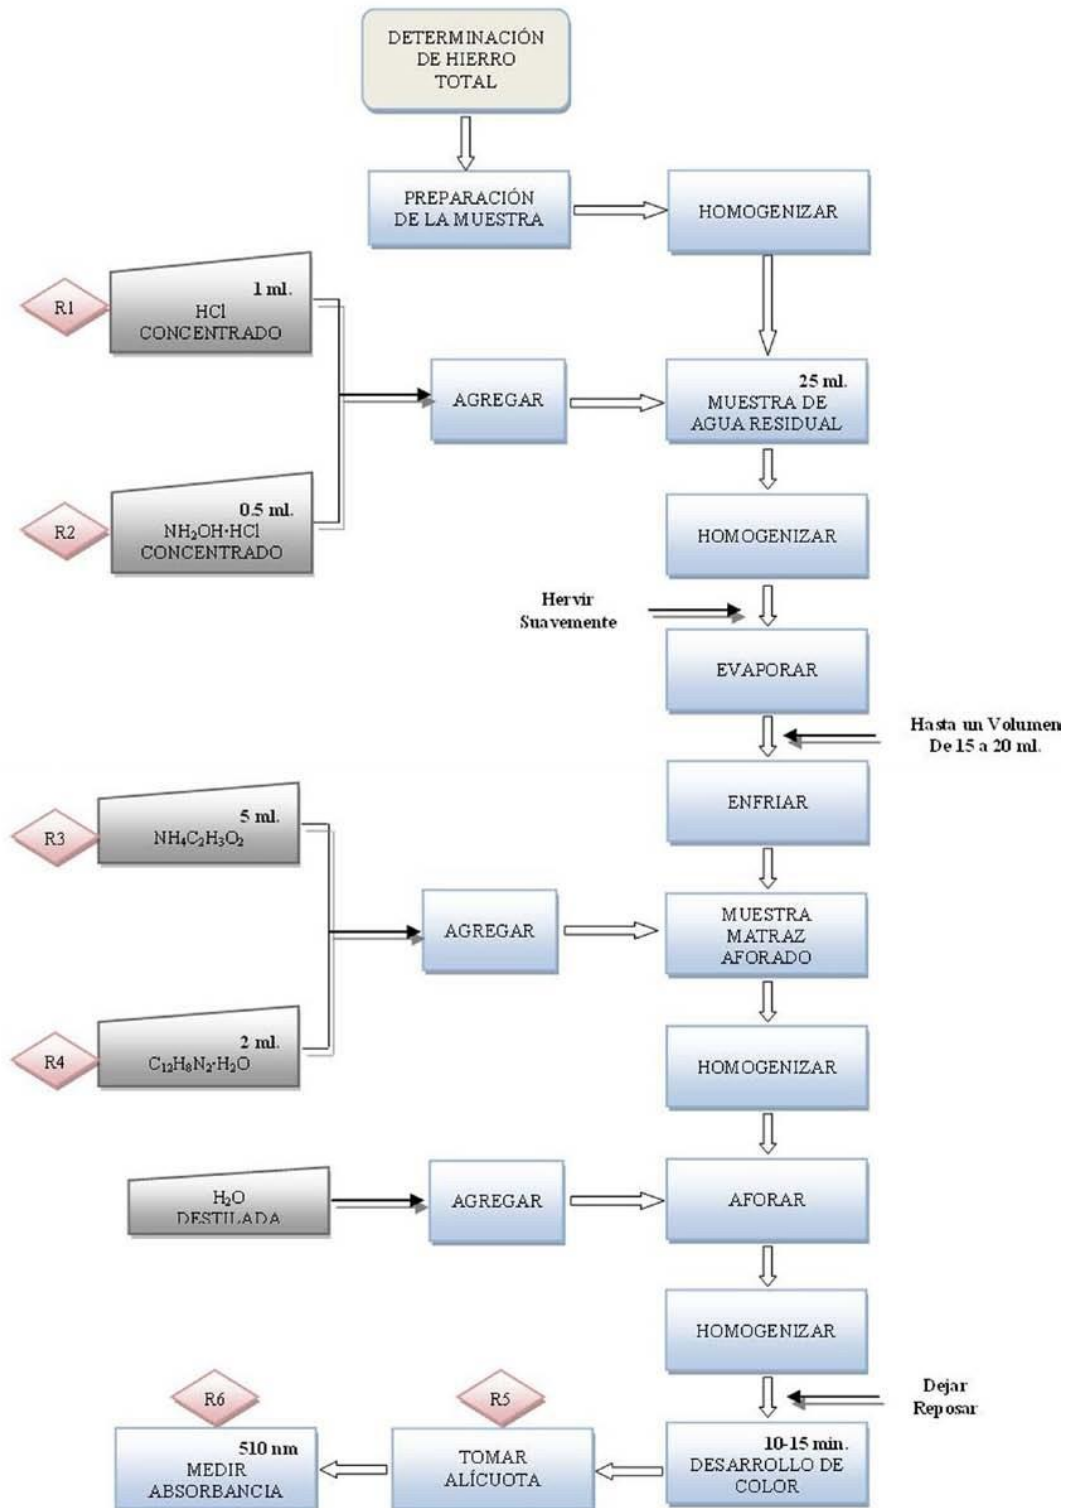 DETERMINACIÓN
DE HIERRO
TOTAL
PREPARACIÓN
DE LA MUESTRA
HOMOGENIZAR
R1
1 ml.
HCl
CONCENTRADO
R2
0.5 ml.
NH₂OH·HCl
CONCENTRADO
AGREGAR
25 ml.
MUESTRA DE
AGUA RESIDUAL
HOMOGENIZAR
Hervir
Suavemente
EVAPORAR
Hasta un Volumen
De 15 a 20 ml.
ENFRIAR
R3
5 ml.
NH₄C₂H₃O₂
R4
2 ml.
C₁₂H₈N₂·H₂O
AGREGAR
MUESTRA
MATRAZ
AFORADO
HOMOGENIZAR
H₂O
DESTILADA
AGREGAR
AFORAR
HOMOGENIZAR
Dejar
Reposar
10-15 min.
DESARROLLO DE
COLOR
R5
TOMAR
ALÍCUOTA
R6
510 nm
MEDIR
ABSORBANCIA